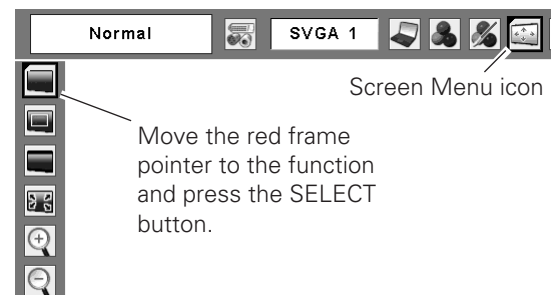 Normal
SVGA 1
Screen Menu icon
Move the red frame
pointer to the function
and press the SELECT
button.